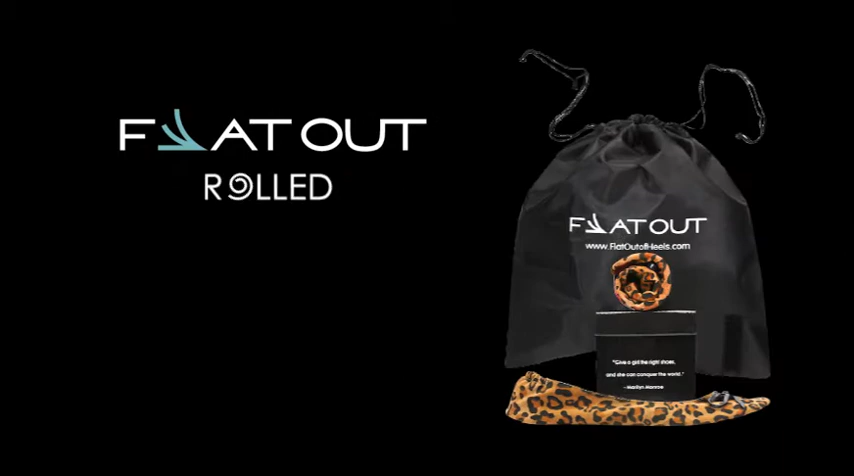 FLAT OUT
ROLLED
FLAT OUT
www.FlatOutofHeels.com
"Give a girl the right shoes,
and she can conquer the world."
-Marilyn Monroe